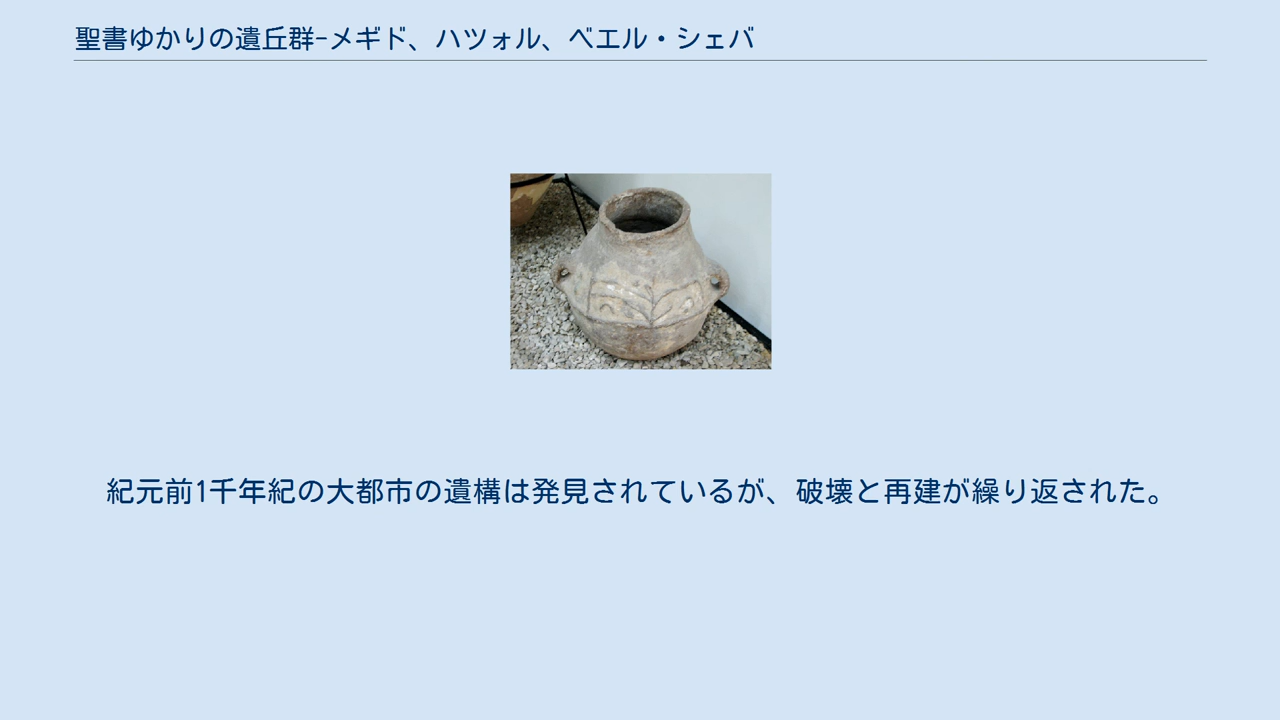 聖書ゆかりの遺丘群-メギド、ハツォル、ベエル・シェバ
紀元前1千年紀の大都市の遺構は発見されているが、破壊と再建が繰り返された。